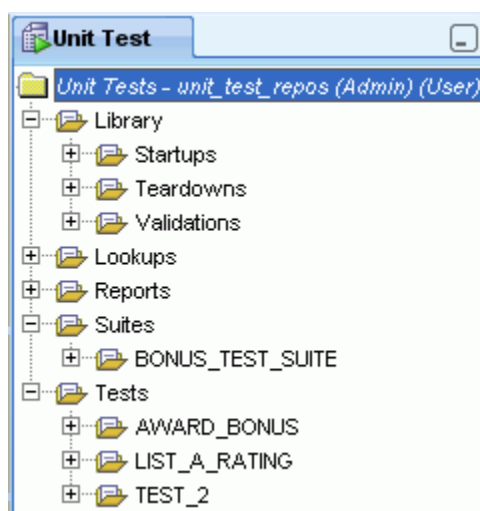 Unit Test
Unit Tests - unit_test_repos (Admin) (User)
Library
Startups
Teardowns
Validations
Lookups
Reports
Suites
BONUS_TEST_SUITE
Tests
AWARD_BONUS
LIST_A_RATING
TEST_2